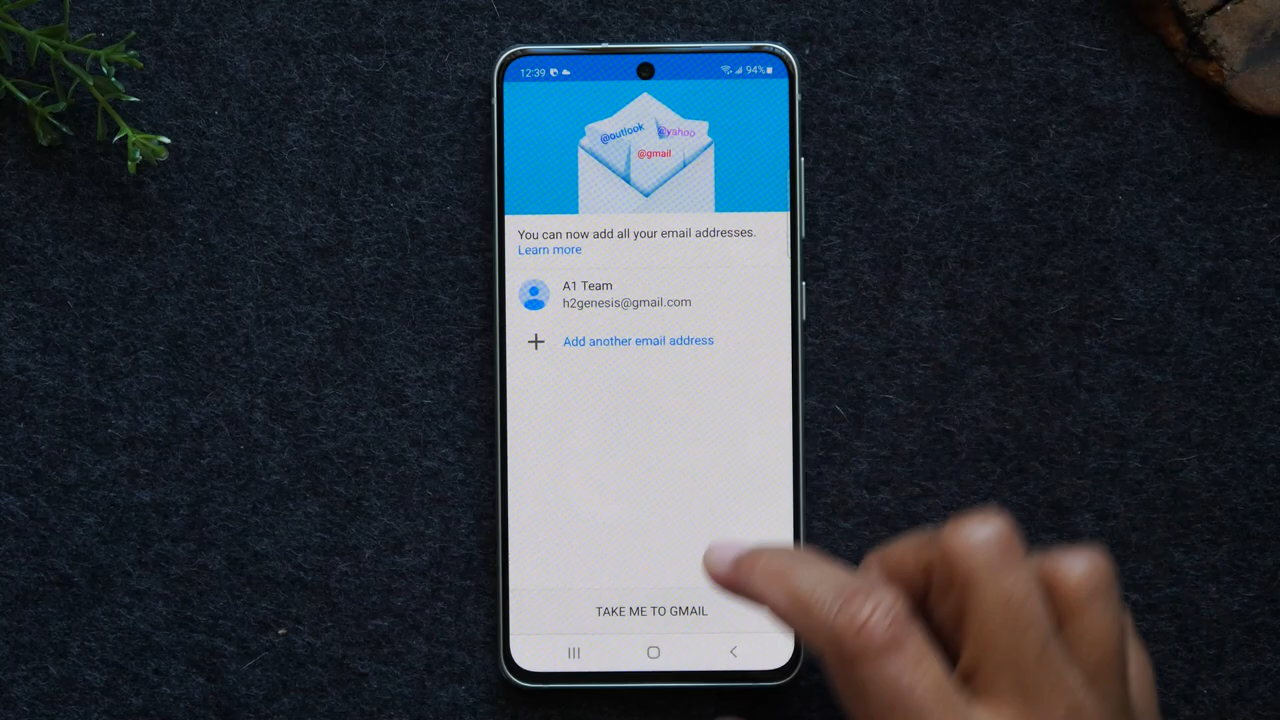 12:39 94%
@outlook @yahoo
@gmail
You can now add all your email addresses.
Learn more
A1 Team
h2genesis@gmail.com
Add another email address
TAKE ME TO GMAIL